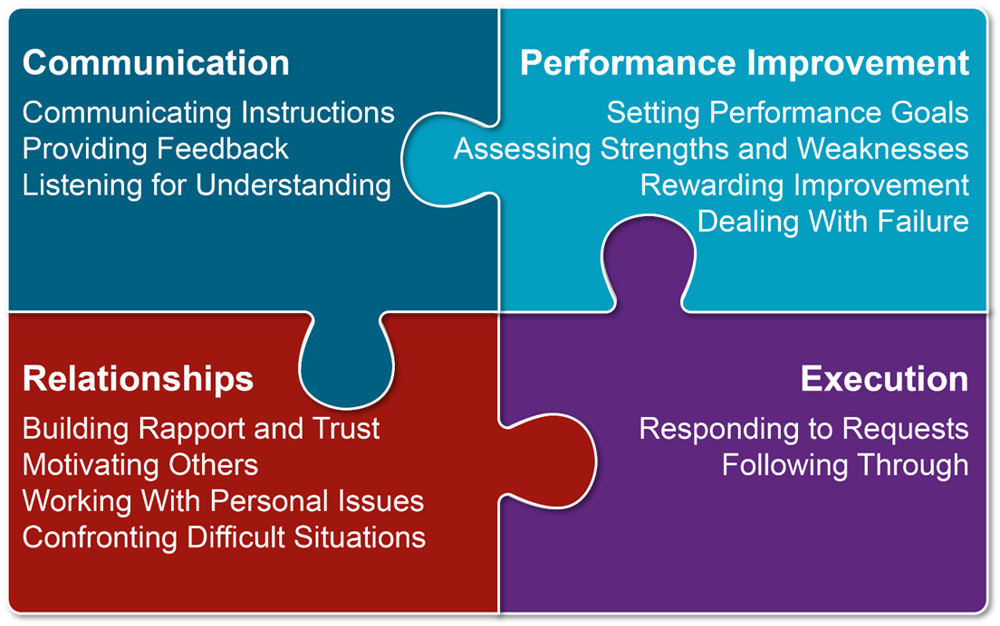 Communication
Communicating Instructions
Providing Feedback
Listening for Understanding
Performance Improvement
Setting Performance Goals
Assessing Strengths and Weaknesses
Rewarding Improvement
Dealing With Failure
Relationships
Building Rapport and Trust
Motivating Others
Working With Personal Issues
Confronting Difficult Situations
Execution
Responding to Requests
Following Through